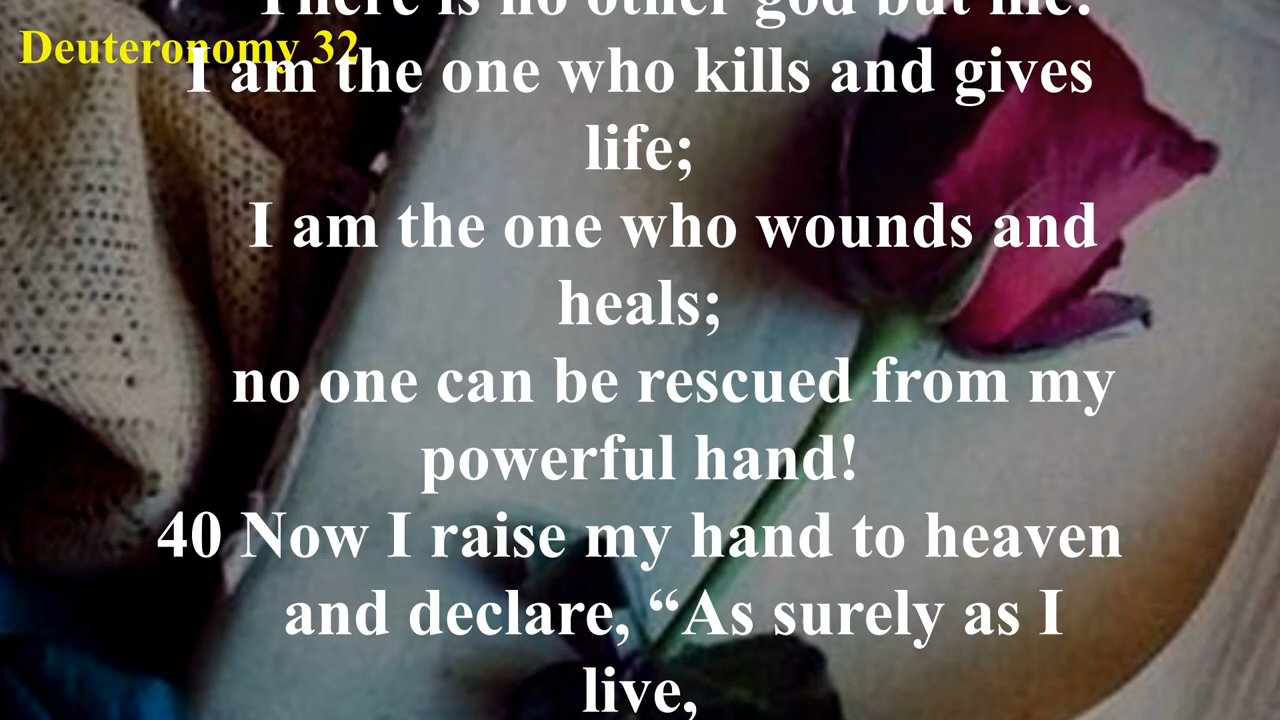 There is no other god but me!
Deuteronomy 32
I am the one who kills and gives
life;
I am the one who wounds and
heals;
no one can be rescued from my
powerful hand!
40 Now I raise my hand to heaven
and declare, “As surely as I
live,